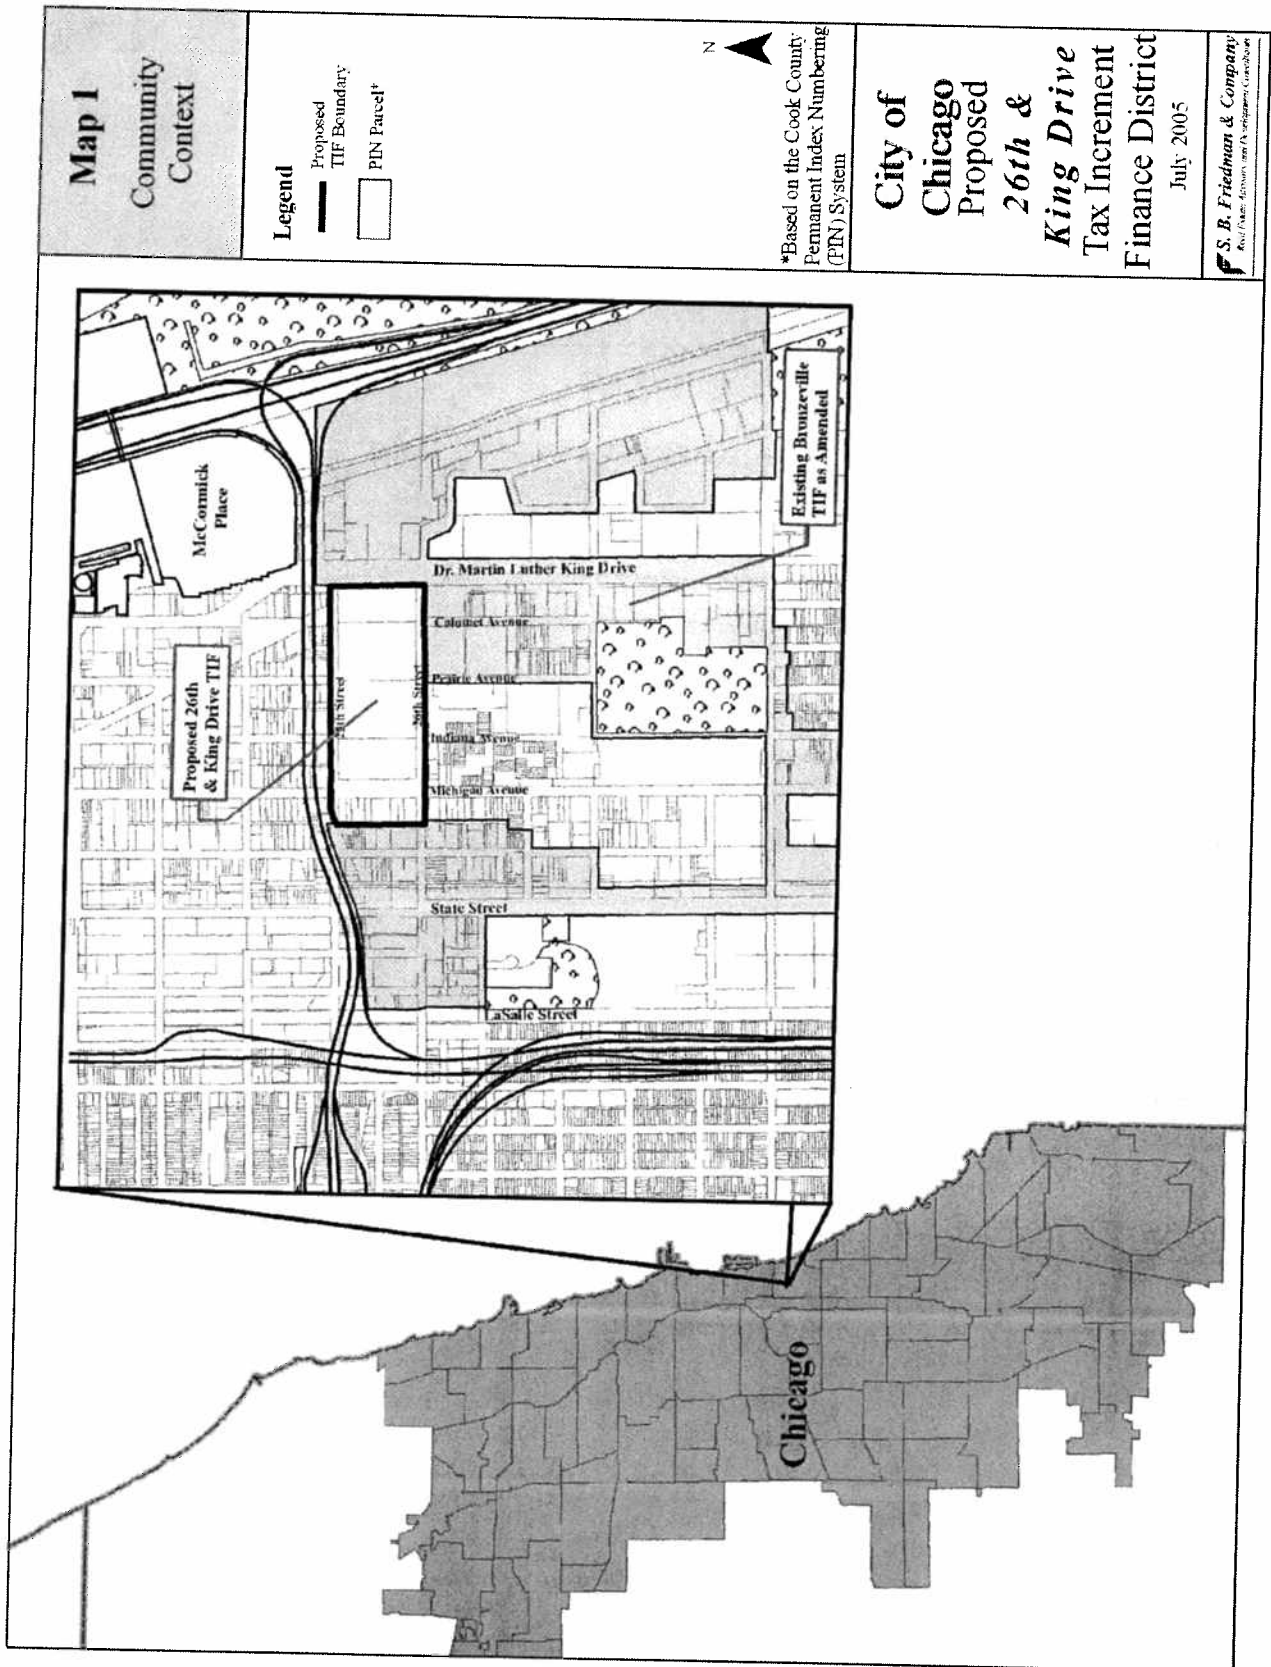 Map 1
Community
Context
Legend
Proposed
TIF Boundary
PIN Parcel*
N
*Based on the Cook County
Permanent Index Numbering
(PIN) System
City of
Chicago
Proposed
26th &
King Drive
Tax Increment
Finance District
July 2005
S. B. Friedman & Company
McCormick
Place
Proposed 26th
& King Drive TIF
Existing Bronzeville
TIF as Amended
Dr. Martin Luther King Drive
Calumet Avenue
Prairie Avenue
Indiana Avenue
Michigan Avenue
State Street
LaSalle Street
Street
26th Street
Chicago